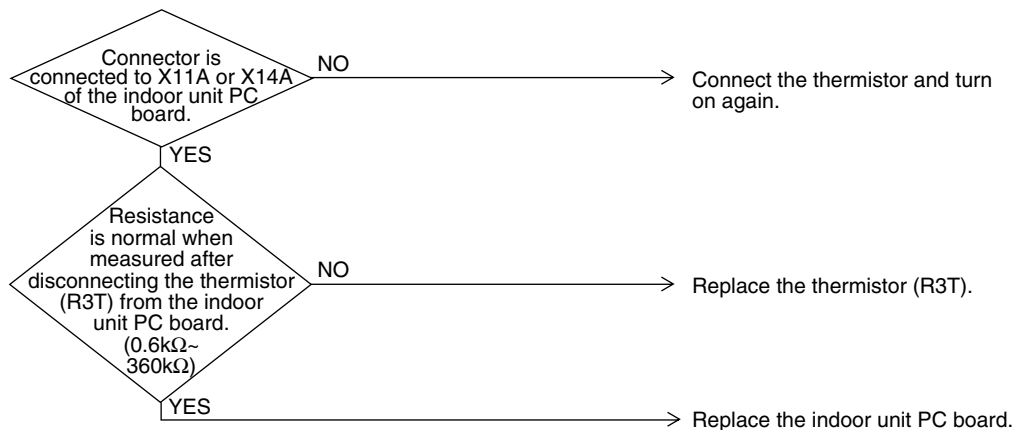 Connector is
connected to X11A or X14A
of the indoor unit PC
board.
NO
Connect the thermistor and turn
on again.
YES
Resistance
is normal when
measured after
disconnecting the thermistor
(R3T) from the indoor
unit PC board.
(0.6kΩ~
360kΩ)
NO
Replace the thermistor (R3T).
YES
Replace the indoor unit PC board.